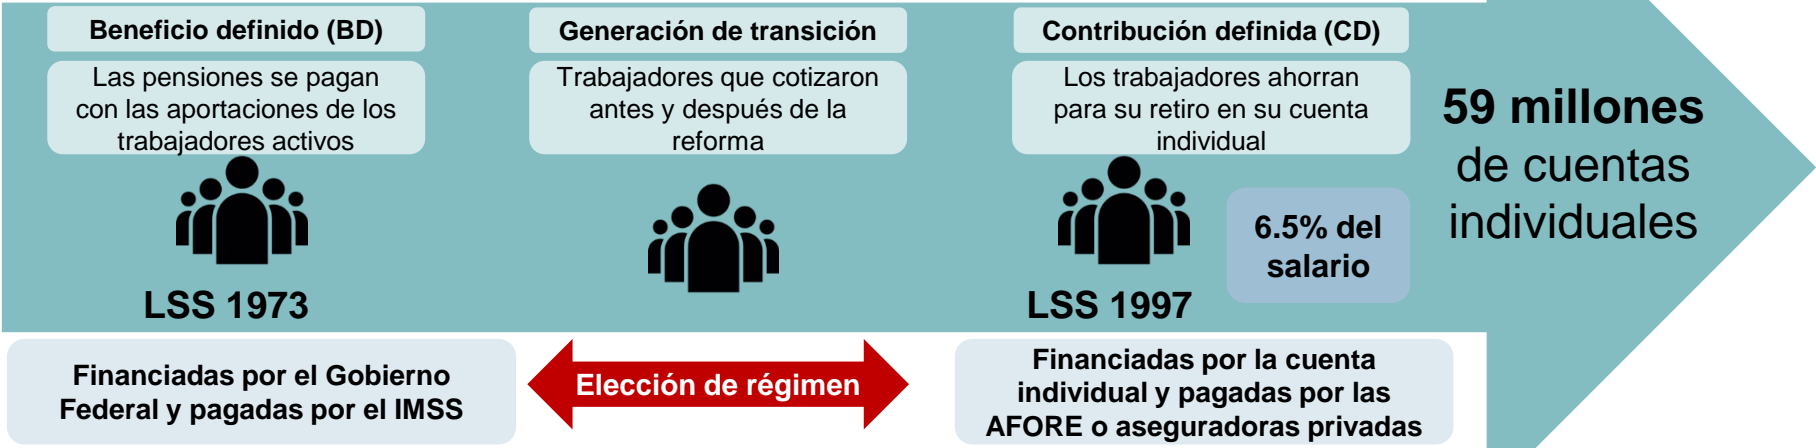 Beneficio definido (BD)
Las pensiones se pagan
con las aportaciones de los
trabajadores activos
LSS 1973
Financiadas por el Gobierno
Federal y pagadas por el IMSS
Generación de transición
Trabajadores que cotizaron
antes y después de la
reforma
Elección de régimen
Contribución definida (CD)
Los trabajadores ahorran
para su retiro en su cuenta
individual
6.5% del
salario
LSS 1997
Financiadas por la cuenta
individual y pagadas por las
AFORE o aseguradoras privadas
59 millones
de cuentas
individuales